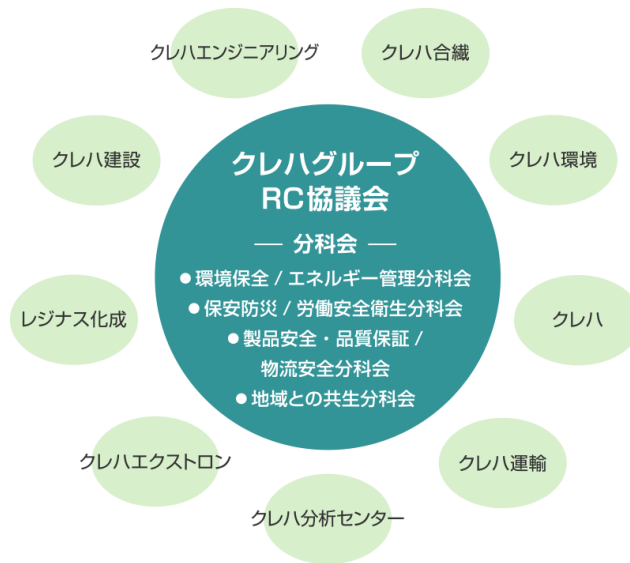 クレハエンジニアリング
クレハ合繊
クレハ建設
クレハ環境
クレハグループ
RC協議会
― 分科会 ―
●環境保全 / エネルギー管理分科会
●保安防災 / 労働安全衛生分科会
●製品安全・品質保証 /
物流安全分科会
●地域との共生分科会
レジナス化成
クレハ
クレハエクストロン
クレハ運輸
クレハ分析センター